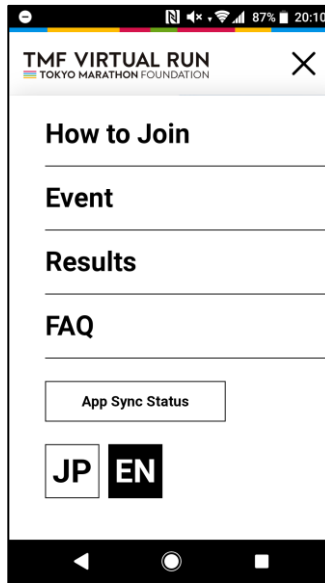 87% 20:10
TMF VIRTUAL RUN
TOKYO MARATHON FOUNDATION
How to Join
Event
Results
FAQ
App Sync Status
JP EN